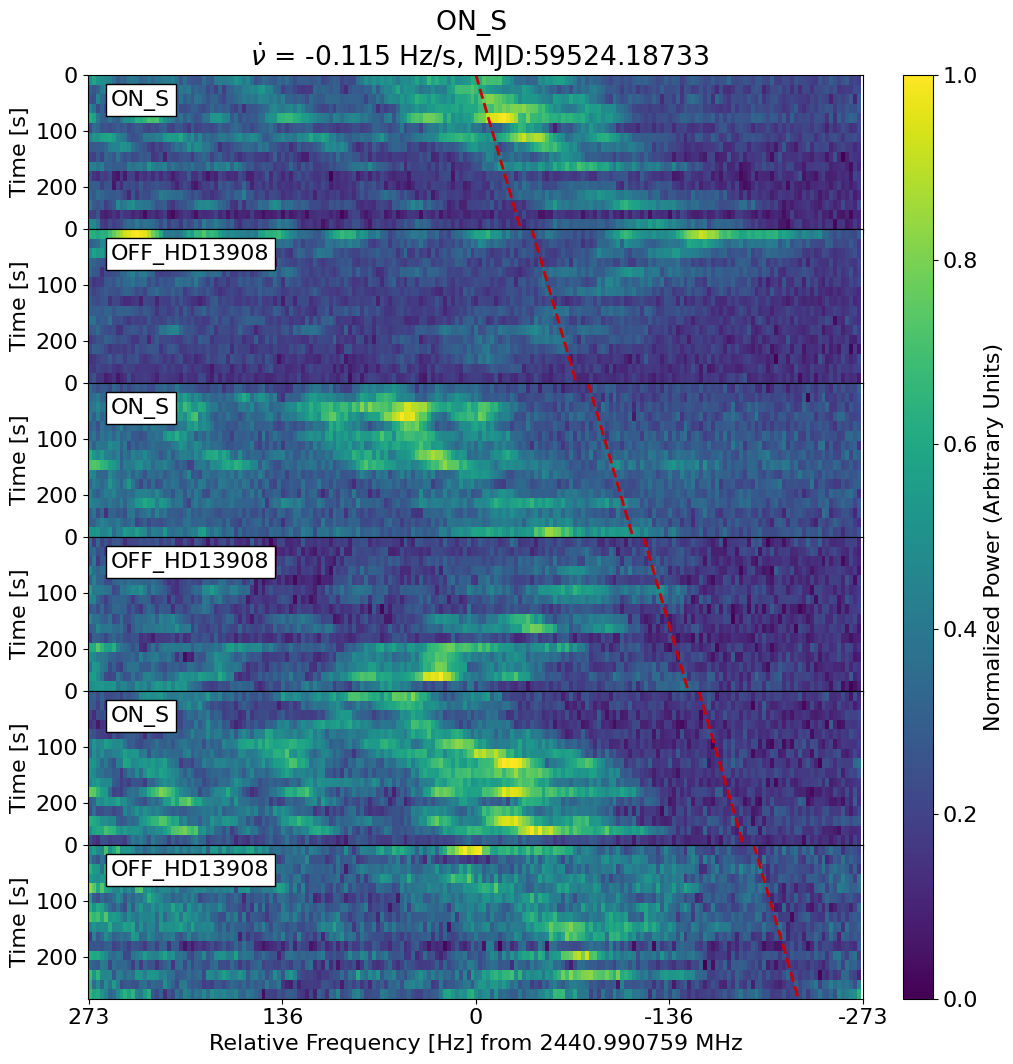 ON_S
ν̇ = -0.115 Hz/s, MJD:59524.18733
0
ON_S
100
200
Time [s]
0
OFF_HD13908
100
200
Time [s]
0
ON_S
100
200
Time [s]
0
OFF_HD13908
100
200
Time [s]
0
ON_S
100
200
Time [s]
0
OFF_HD13908
100
200
Time [s]
273 136 0 -136 -273
Relative Frequency [Hz] from 2440.990759 MHz
1.0
0.8
0.6
0.4
0.2
0.0
Normalized Power (Arbitrary Units)